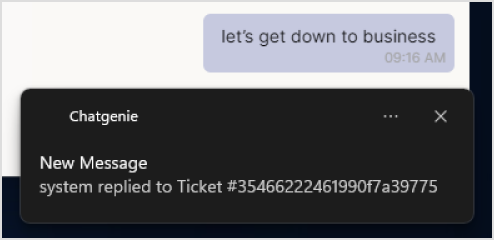 let’s get down to business
09:16 AM
Chatgenie
New Message
system replied to Ticket #35466222461990f7a39775